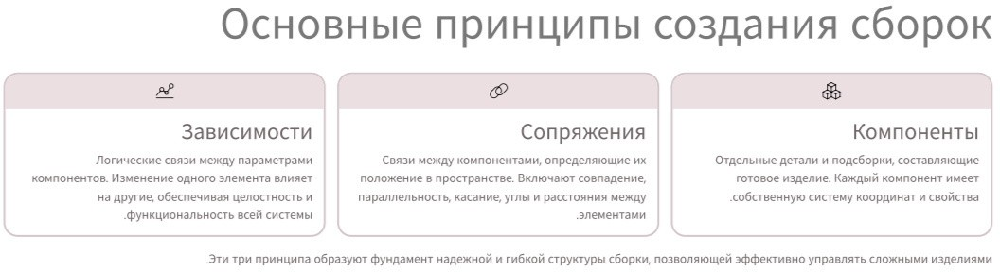 Основные принципы создания сборок
Зависимости
Логические связи между параметрами
компонентов. Изменение одного элемента влияет
на другие, обеспечивая целостность и
.функциональность всей системы
Сопряжения
Связи между компонентами, определяющие их
положение в пространстве. Включают совпадение,
параллельность, касание, углы и расстояния между
.элементами
Компоненты
Отдельные детали и подсборки, составляющие
готовое изделие. Каждый компонент имеет
.собственную систему координат и свойства
.Эти три принципа образуют фундамент надежной и гибкой структуры сборки, позволяющей эффективно управлять сложными изделиями